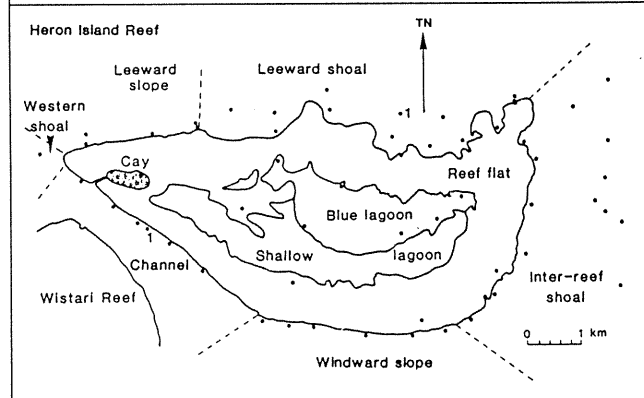 Heron Island Reef
TN
Leeward slope
Leeward shoal
Western shoal
1
Cay
Reef flat
Blue lagoon
1
Shallow lagoon
Channel
Wistari Reef
Inter-reef shoal
0 1 km
Windward slope